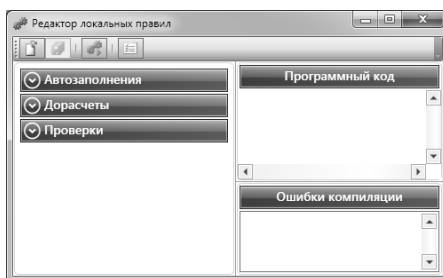 Редактор локальных правил
Автозаполнения
Дорасчеты
Проверки
Программный код
Ошибки компиляции